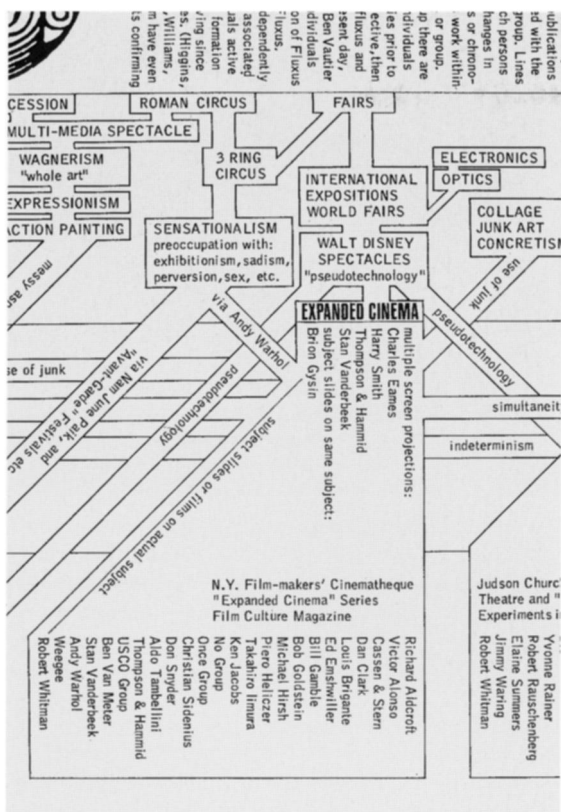 publications
ed with the
group. Lines
ch persons
changes in
s or chrono-
work within-
or group.
p there are
ndividuals
ies prior to
ective, then
fluxus and
esent day,
Ben Vautier
dividuals
on of Fluxus
Fluxus.
dependently
associated
uals active
formation
ving since
es. (Higgins,
Williams,
m have even
ts confirming
CESSION
ROMAN CIRCUS
FAIRS
MULTI-MEDIA SPECTACLE
WAGNERISM
"whole art"
3 RING
CIRCUS
ELECTRONICS
OPTICS
INTERNATIONAL
EXPOSITIONS
WORLD FAIRS
EXPRESSIONISM
ACTION PAINTING
SENSATIONALISM
preoccupation with:
exhibitionism, sadism,
perversion, sex, etc.
WALT DISNEY
SPECTACLES
"pseudotechnology"
COLLAGE
JUNK ART
CONCRETISM
messy asp
via Andy Warhol
use of junk
pseudotechnology
EXPANDED CINEMA
multiple screen projections:
Charles Eames
Harry Smith
Thompson & Hammid
Stan Vanderbeek
subject slides on same subject:
Brion Gysin
se of junk
via Nam June Paik, and
"Avant-Garde" Festivals etc
pseudotechnology
subject slides or films on actual subject
simultaneit
indeterminism
N.Y. Film-makers' Cinematheque
"Expanded Cinema" Series
Film Culture Magazine
Richard Aldcroft
Victor Alonso
Cassen & Stern
Dan Clark
Louis Brigante
Ed Emshwiller
Bill Gamble
Bob Goldstein
Michael Hirsh
Piero Heliczer
Takahiro Iimura
Ken Jacobs
No Group
Once Group
Christian Sidenius
Don Snyder
Aldo Tambellini
Thompson & Hammid
USCO Group
Ben Van Meter
Stan Vanderbeek
Andy Warhol
Weegee
Robert Whitman
Judson Churc
Theatre and "
Experiments i
Yvonne Rainer
Robert Rauschenberg
Elaine Summers
Jimmy Waring
Robert Whitman